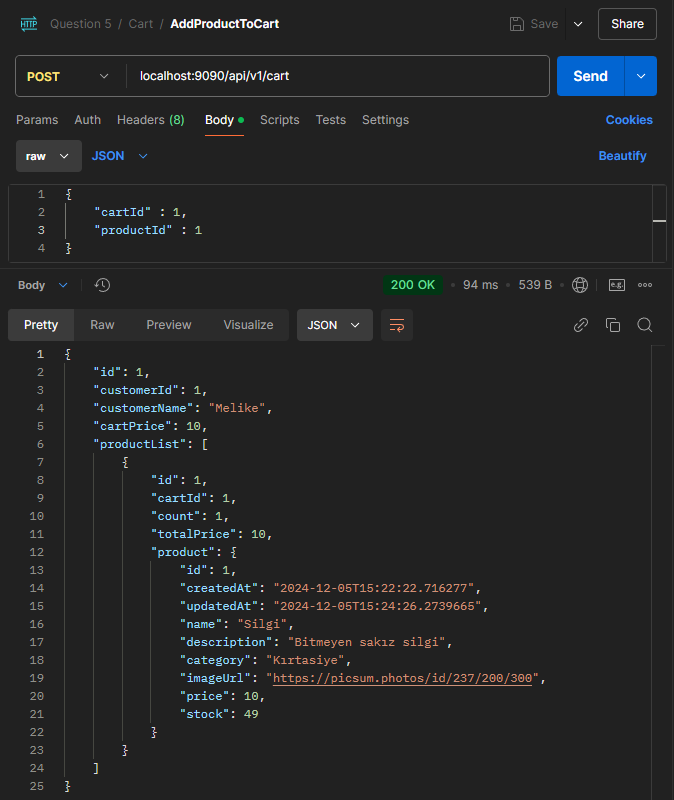 HTTP Question 5 / Cart / AddProductToCart Save Share
POST localhost:9090/api/v1/cart Send
Params Auth Headers (8) Body Scripts Tests Settings Cookies
raw JSON Beautify
1 {
2 "cartId" : 1,
3 "productId" : 1
4 }
Body 200 OK • 94 ms • 539 B • e.g.
Pretty Raw Preview Visualize JSON
1 {
2 "id": 1,
3 "customerId": 1,
4 "customerName": "Melike",
5 "cartPrice": 10,
6 "productList": [
7 {
8 "id": 1,
9 "cartId": 1,
10 "count": 1,
11 "totalPrice": 10,
12 "product": {
13 "id": 1,
14 "createdAt": "2024-12-05T15:22:22.716277",
15 "updatedAt": "2024-12-05T15:24:26.2739665",
16 "name": "Silgi",
17 "description": "Bitmeyen sakız silgi",
18 "category": "Kırtasiye",
19 "imageUrl": "https://picsum.photos/id/237/200/300",
20 "price": 10,
21 "stock": 49
22 }
23 }
24 ]
25 }